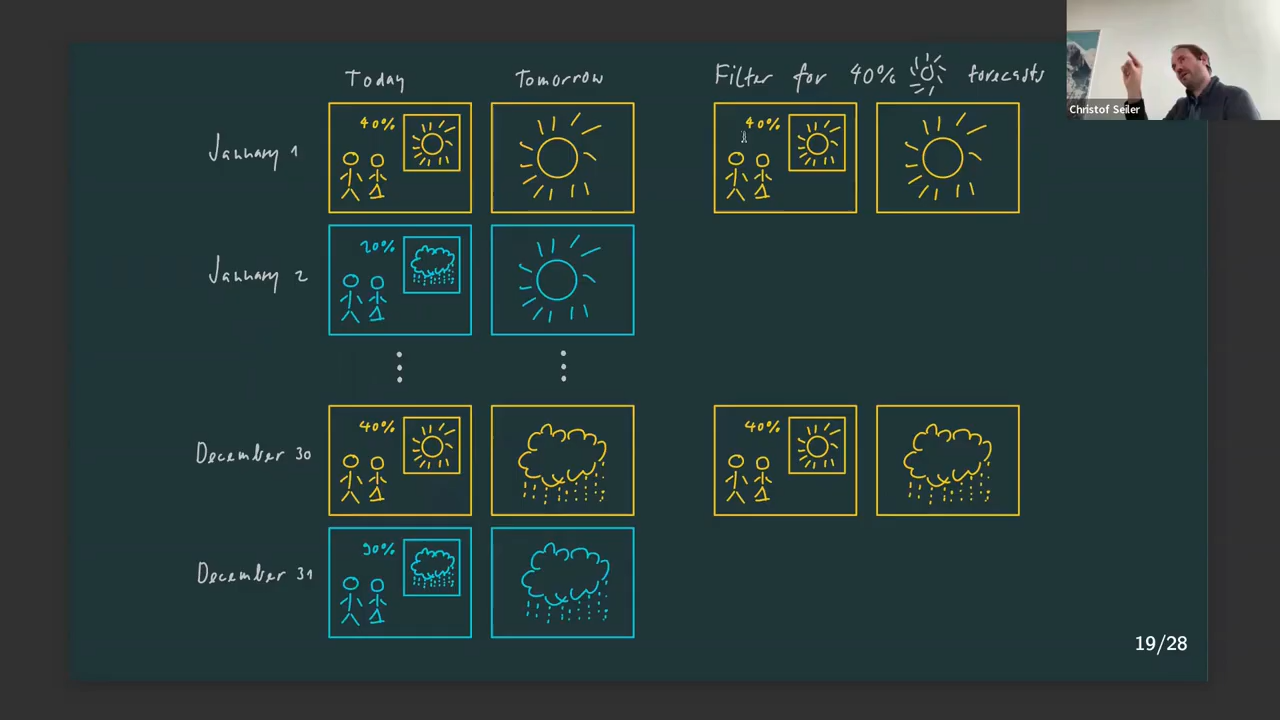 Today Tomorrow Filter for 40% forecasts
Christof Seiler
January 1 40% 40%
January 2 20%
December 30 40% 40%
December 31 90%
19/28